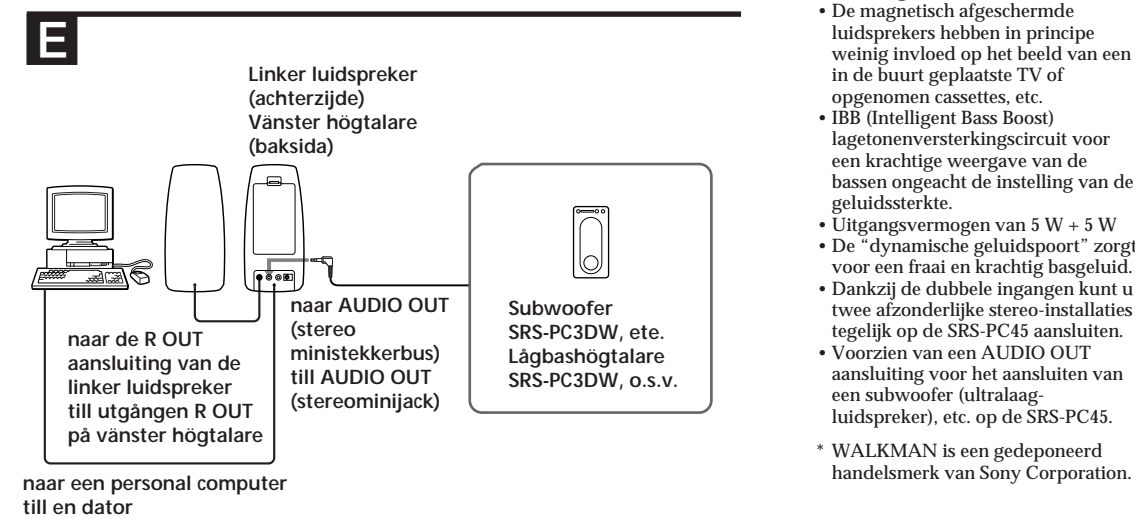 E
Linker luidspreker
(achterzijde)
Vänster högtalare
(baksida)
naar AUDIO OUT
(stereo
ministekkerbus)
till AUDIO OUT
(stereominijack)
Subwoofer
SRS-PC3DW, ete.
Lågbashögtalare
SRS-PC3DW, o.s.v.
naar de R OUT
aansluiting van de
linker luidspreker
till utgången R OUT
på vänster högtalare
naar een personal computer
till en dator
• De magnetisch afgeschermde
luidsprekers hebben in principe
weinig invloed op het beeld van een
in de buurt geplaatste TV of
opgenomen cassettes, etc.
• IBB (Intelligent Bass Boost)
lagetonenversterkingscircuit voor
een krachtige weergave van de
bassen ongeacht de instelling van de
geluidssterkte.
• Uitgangsvermogen van 5 W + 5 W
• De “dynamische geluidspoort” zorgt
voor een fraai en krachtig basgeluid.
• Dankzij de dubbele ingangen kunt u
twee afzonderlijke stereo-installaties
tegelijk op de SRS-PC45 aansluiten.
• Voorzien van een AUDIO OUT
aansluiting voor het aansluiten van
een subwoofer (ultralaag-
luidspreker), etc. op de SRS-PC45.
* WALKMAN is een gedeponeerd
handelsmerk van Sony Corporation.